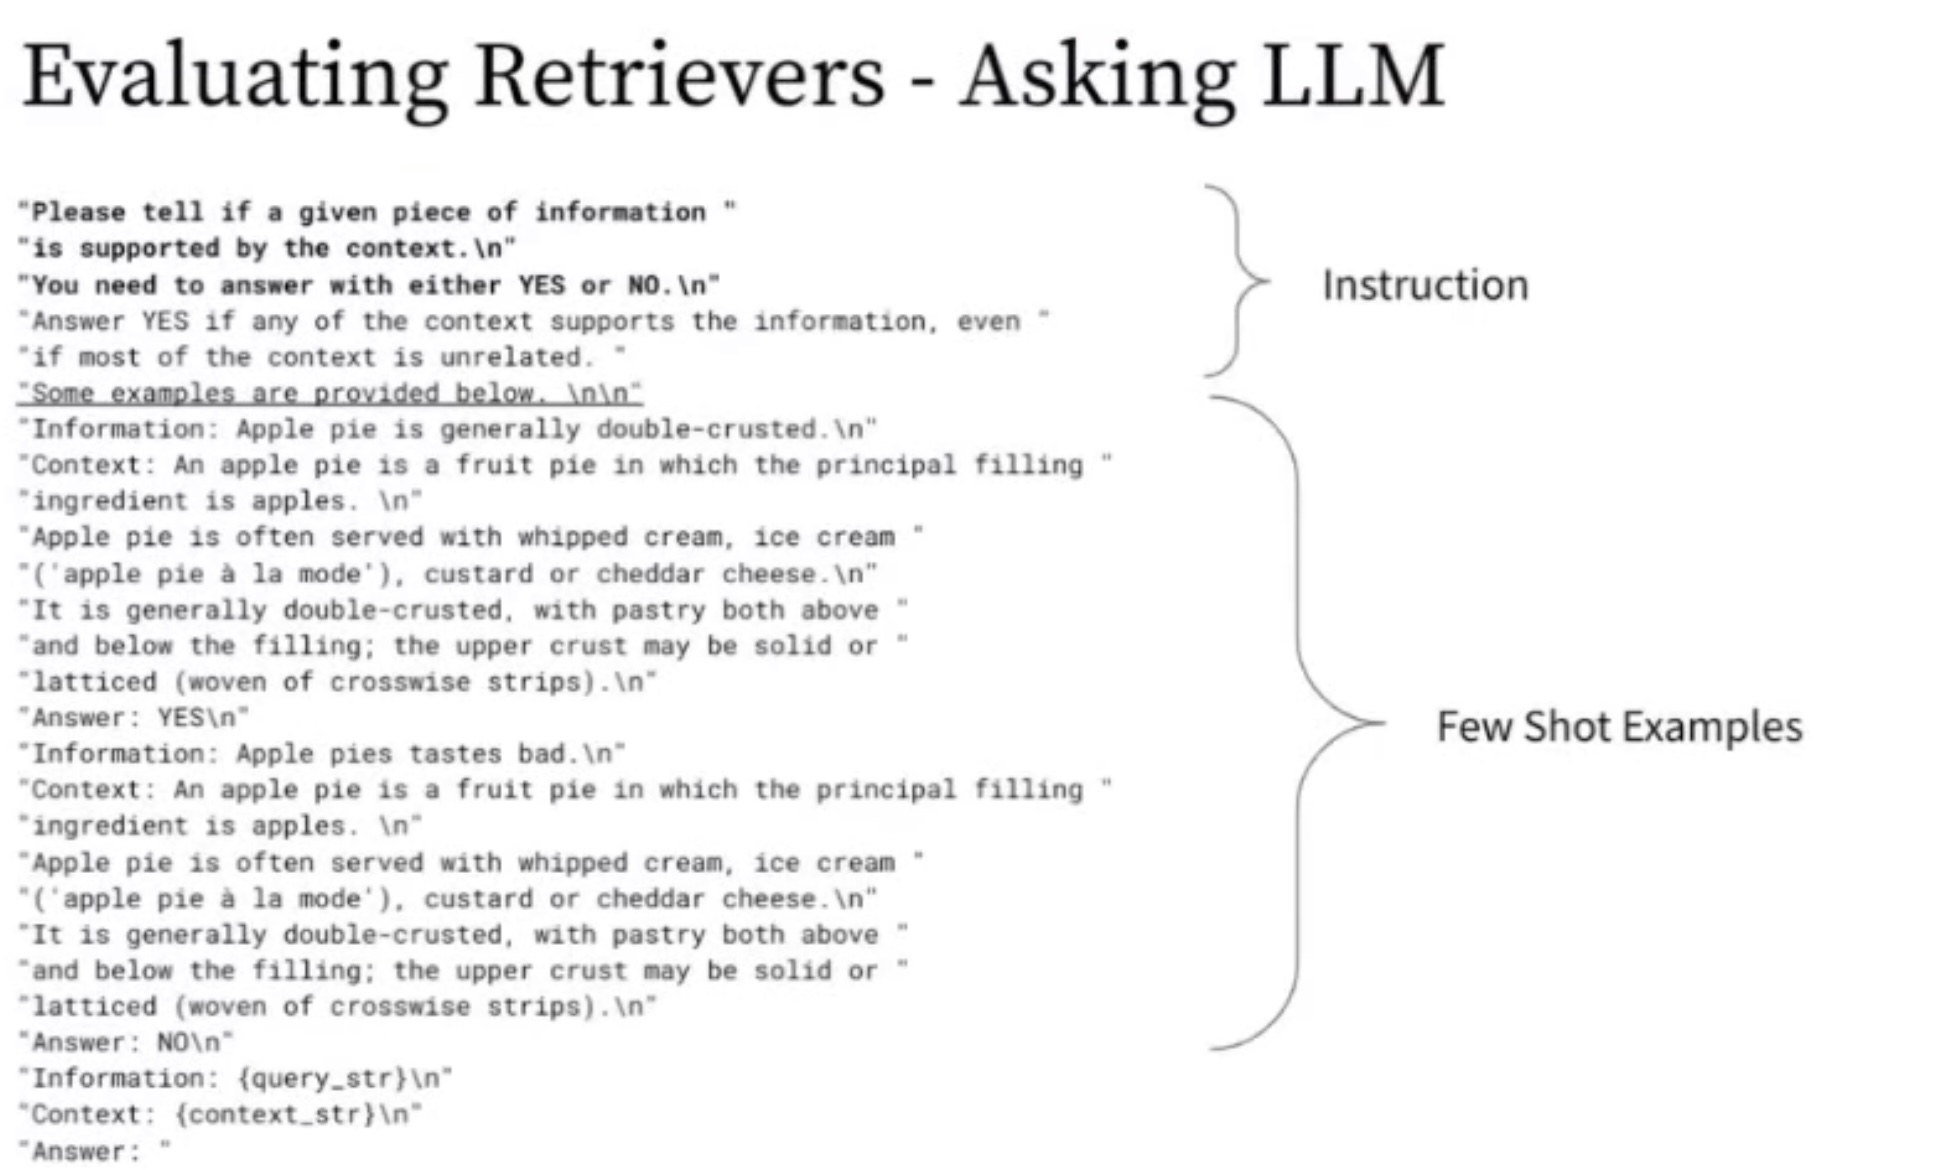 Evaluating Retrievers - Asking LLM
"Please tell if a given piece of information "
"is supported by the context.\n"
"You need to answer with either YES or NO.\n"
"Answer YES if any of the context supports the information, even "
"if most of the context is unrelated. "
"Some examples are provided below. \n\n"
"Information: Apple pie is generally double-crusted.\n"
"Context: An apple pie is a fruit pie in which the principal filling "
"ingredient is apples. \n"
"Apple pie is often served with whipped cream, ice cream "
"('apple pie à la mode'), custard or cheddar cheese.\n"
"It is generally double-crusted, with pastry both above "
"and below the filling; the upper crust may be solid or "
"latticed (woven of crosswise strips).\n"
"Answer: YES\n"
"Information: Apple pies tastes bad.\n"
"Context: An apple pie is a fruit pie in which the principal filling "
"ingredient is apples. \n"
"Apple pie is often served with whipped cream, ice cream "
"('apple pie à la mode'), custard or cheddar cheese.\n"
"It is generally double-crusted, with pastry both above "
"and below the filling; the upper crust may be solid or "
"latticed (woven of crosswise strips).\n"
"Answer: NO\n"
"Information: {query_str}\n"
"Context: {context_str}\n"
"Answer: "
Instruction
Few Shot Examples